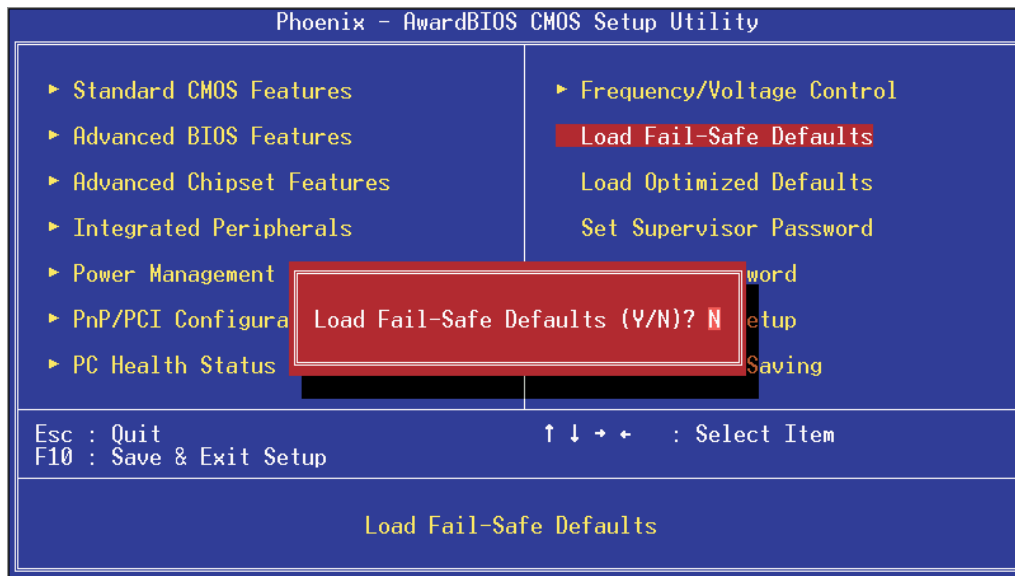 Phoenix - AwardBIOS CMOS Setup Utility
► Standard CMOS Features
► Advanced BIOS Features
► Advanced Chipset Features
► Integrated Peripherals
► Power Management
► PnP/PCI Configura
► PC Health Status
► Frequency/Voltage Control
Load Fail-Safe Defaults
Load Optimized Defaults
Set Supervisor Password
word
etup
Saving
Load Fail-Safe Defaults (Y/N)? N
Esc : Quit
F10 : Save & Exit Setup
↑ ↓ → ← : Select Item
Load Fail-Safe Defaults